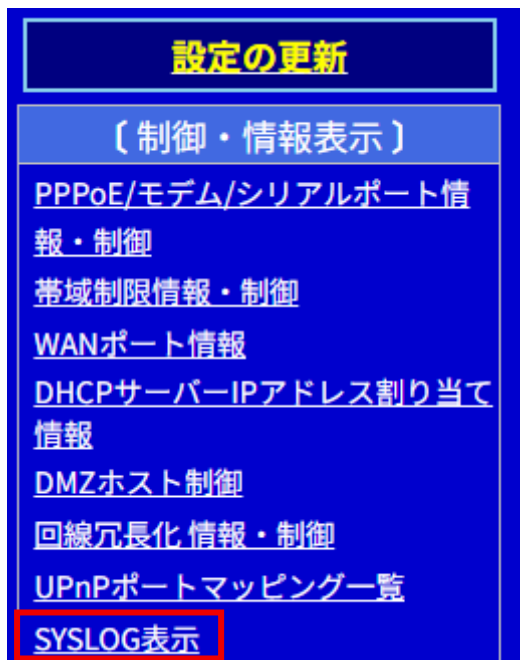 設定の更新
〔制御・情報表示〕
PPPoE/モデム/シリアルポート情
報・制御
帯域制限情報・制御
WANポート情報
DHCPサーバーIPアドレス割り当て
情報
DMZホスト制御
回線冗長化 情報・制御
UPnPポートマッピング一覧
SYSLOG表示